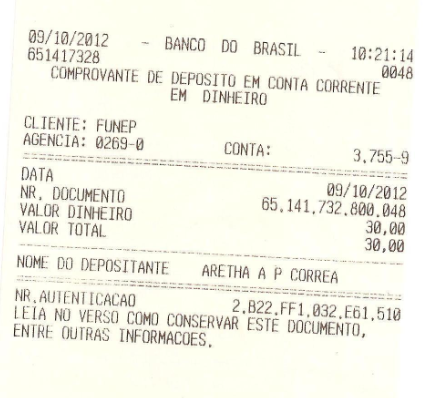 09/10/2012 - BANCO DO BRASIL - 10:21:14
651417328 0048
COMPROVANTE DE DEPOSITO EM CONTA CORRENTE
EM DINHEIRO
CLIENTE: FUNEP
AGENCIA: 0269-0 CONTA: 3.755-9
DATA 09/10/2012
NR. DOCUMENTO 65.141.732.800.048
VALOR DINHEIRO 30,00
VALOR TOTAL 30,00
NOME DO DEPOSITANTE ARETHA A P CORREA
NR.AUTENTICACAO 2.B22.FF1.032.E61.510
LEIA NO VERSO COMO CONSERVAR ESTE DOCUMENTO,
ENTRE OUTRAS INFORMACOES.